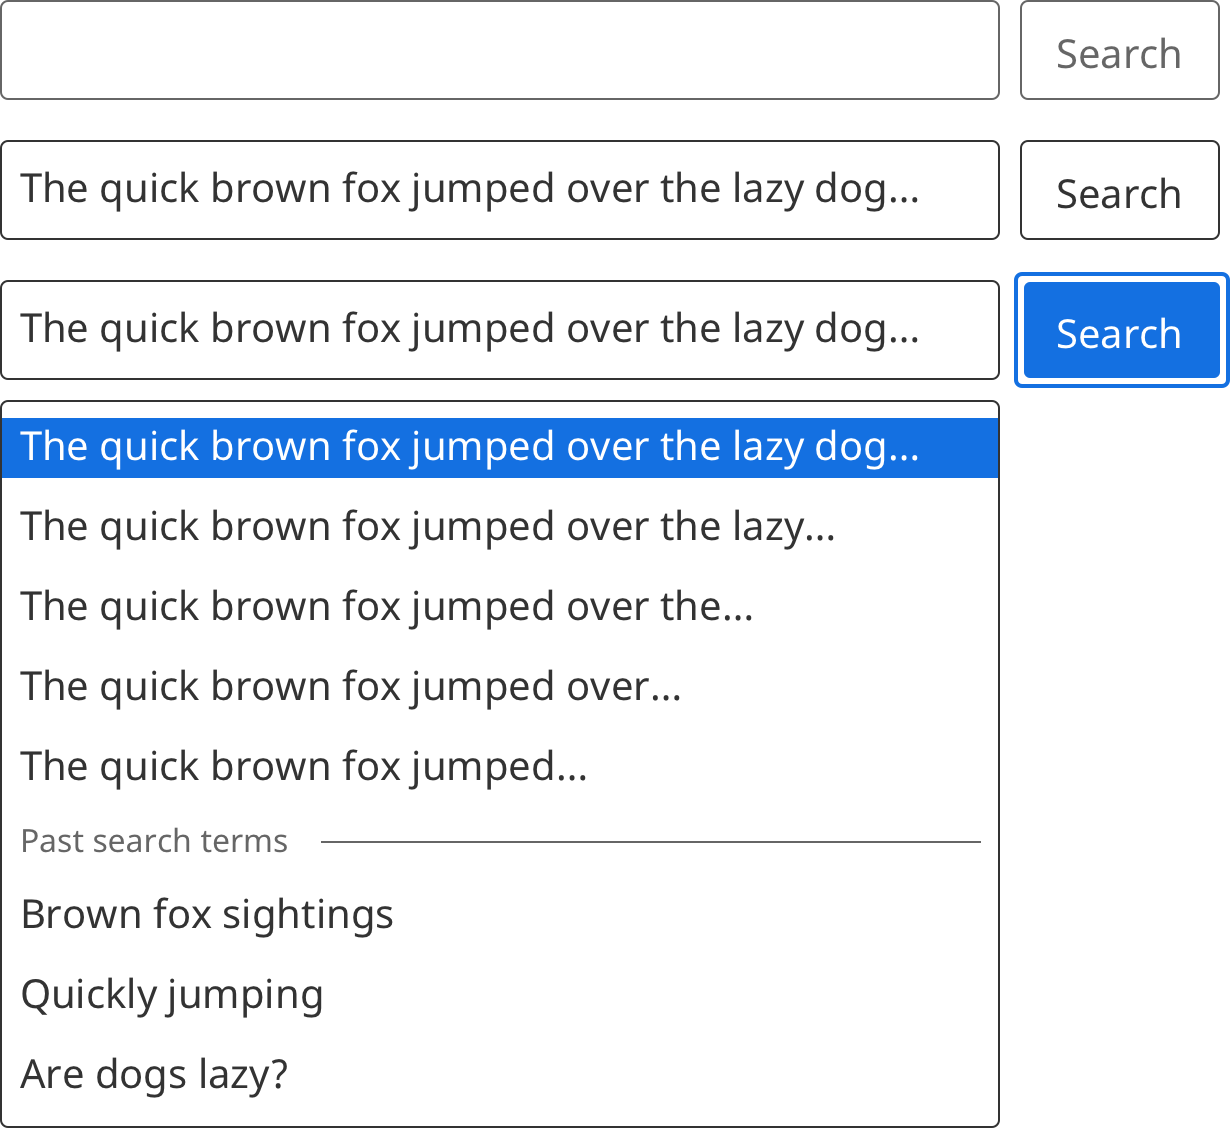 Search
The quick brown fox jumped over the lazy dog... Search
The quick brown fox jumped over the lazy dog... Search
The quick brown fox jumped over the lazy dog...
The quick brown fox jumped over the lazy...
The quick brown fox jumped over the...
The quick brown fox jumped over...
The quick brown fox jumped...
Past search terms
Brown fox sightings
Quickly jumping
Are dogs lazy?